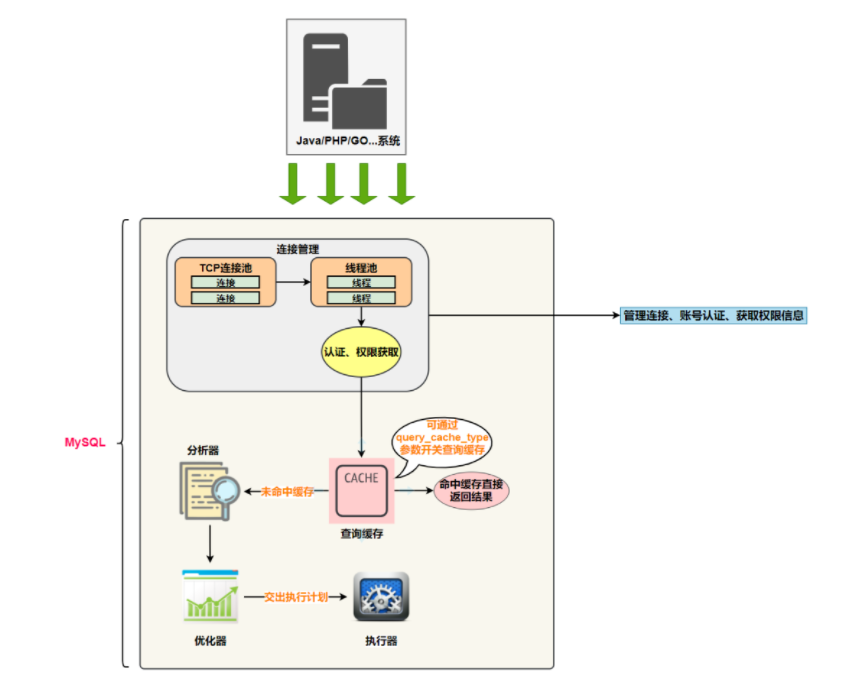 Java/PHP/GO...系统
连接管理
TCP连接池
连接
连接
线程池
线程
线程
认证、权限获取
管理连接、账号认证、获取权限信息
MySQL
可通过
query_cache_type
参数开关查询缓存
分析器
未命中缓存
CACHE
命中缓存直接
返回结果
查询缓存
交出执行计划
优化器
执行器